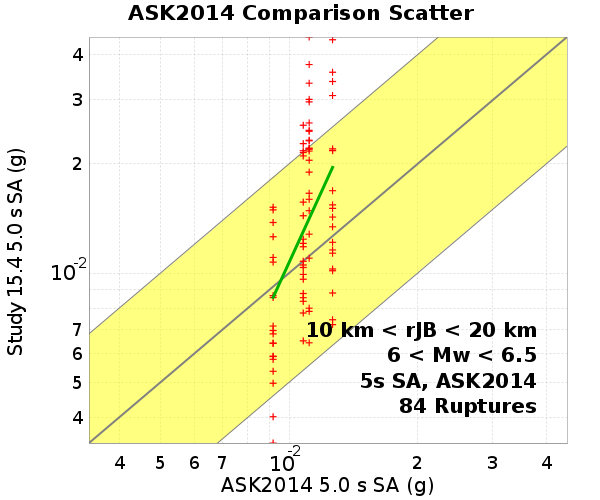 ASK2014 Comparison Scatter
Study 15.4 5.0 s SA (g)
4
3
2
10⁻²
7
6
5
4
10 km < rJB < 20 km
6 < Mw < 6.5
5s SA, ASK2014
84 Ruptures
4 5 6 7 10⁻² 2 3 4
ASK2014 5.0 s SA (g)